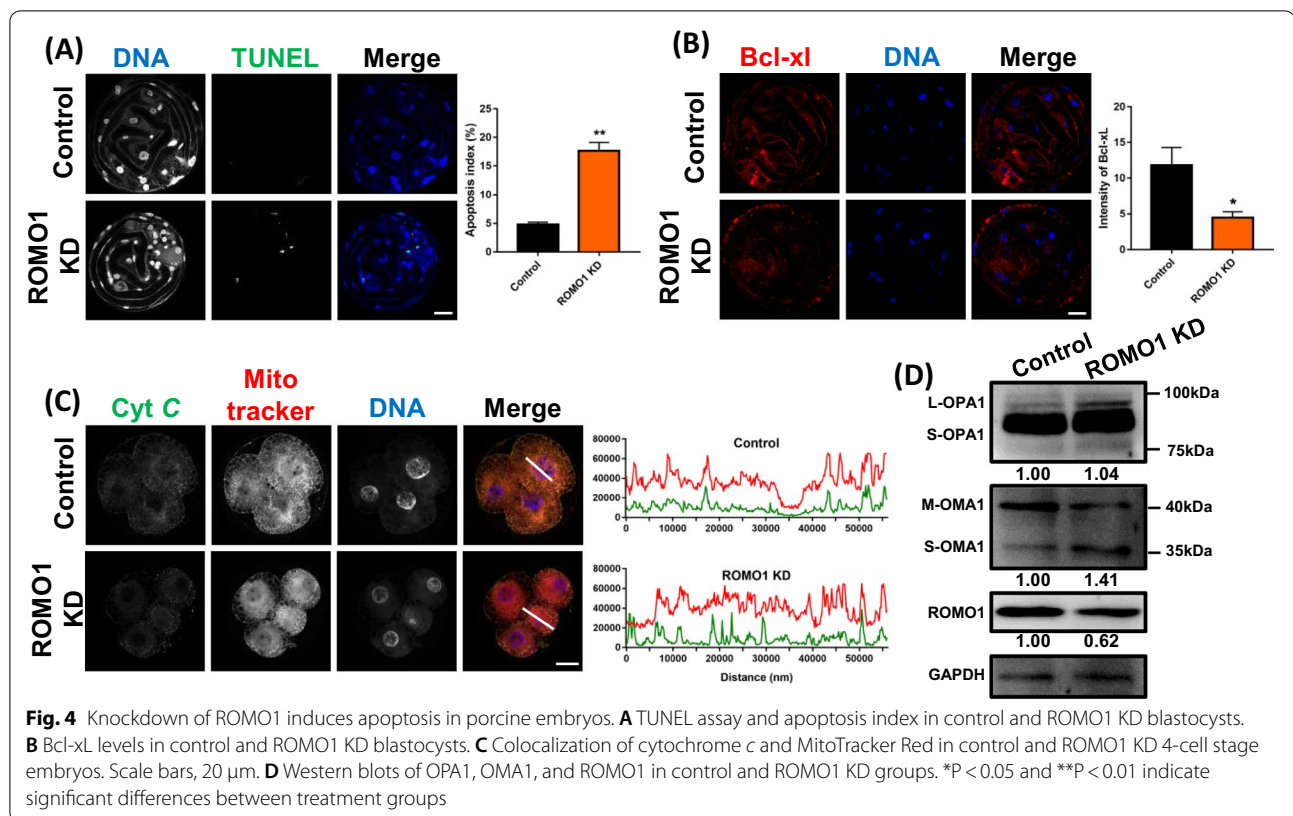 (A)
DNA TUNEL Merge
Control
ROMO1
KD
Apoptosis index (%)
25
20
15
10
5
0
**
Control
ROMO1 KD
(B)
Bcl-xl DNA Merge
Control
ROMO1
KD
Intensity of Bcl-xL
20
15
10
5
0
*
Control
ROMO1 KD
(C)
Cyt C Mito
tracker DNA Merge
Control
ROMO1
KD
Control
80000
60000
40000
20000
0
0 10000 20000 30000 40000 50000
ROMO1 KD
80000
60000
40000
20000
0
0 10000 20000 30000 40000 50000
Distance (nm)
(D)
Control ROMO1 KD
L-OPA1 100kDa
S-OPA1 75kDa
1.00 1.04
M-OMA1 40kDa
S-OMA1 35kDa
1.00 1.41
ROMO1
1.00 0.62
GAPDH
Fig. 4 Knockdown of ROMO1 induces apoptosis in porcine embryos. A TUNEL assay and apoptosis index in control and ROMO1 KD blastocysts.
B Bcl-xL levels in control and ROMO1 KD blastocysts. C Colocalization of cytochrome c and MitoTracker Red in control and ROMO1 KD 4-cell stage
embryos. Scale bars, 20 μm. D Western blots of OPA1, OMA1, and ROMO1 in control and ROMO1 KD groups. *P < 0.05 and **P < 0.01 indicate
significant differences between treatment groups